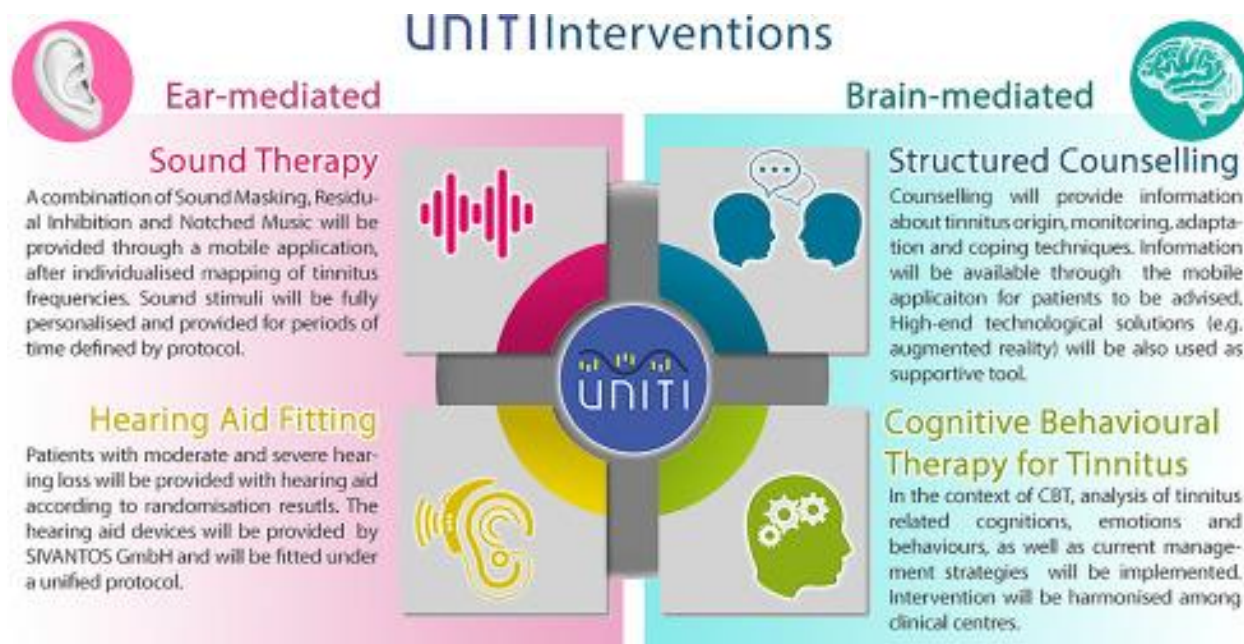 UNITI Interventions
Ear-mediated
Sound Therapy
A combination of Sound Masking, Residu-
al Inhibition and Notched Music will be
provided through a mobile application,
after individualised mapping of tinnitus
frequencies. Sound stimuli will be fully
personalised and provided for periods of
time defined by protocol.
Hearing Aid Fitting
Patients with moderate and severe hear-
ing loss will be provided with hearing aid
according to randomisation resutls. The
hearing aid devices will be provided by
SIVANTOS GmbH and will be fitted under
a unified protocol.
UNITI
Brain-mediated
Structured Counselling
Counselling will provide information
about tinnitus origin, monitoring, adapta-
tion and coping techniques. Information
will be available through the mobile
applicaiton for patients to be advised.
High-end technological solutions (e.g.
augmented reality) will be also used as
supportive tool.
Cognitive Behavioural
Therapy for Tinnitus
In the context of CBT, analysis of tinnitus
related cognitions, emotions and
behaviours, as well as current manage-
ment strategies will be implemented.
Intervention will be harmonised among
clinical centres.